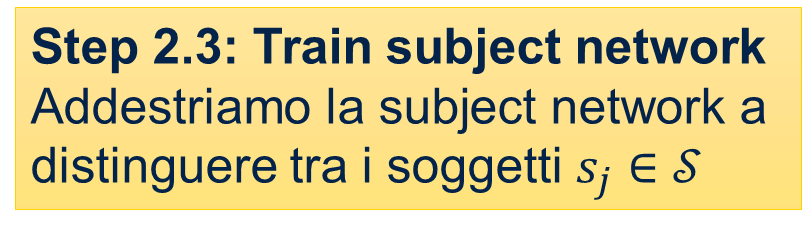 Step 2.3: Train subject network
Addestriamo la subject network a
distinguere tra i soggetti 𝑠ⱼ ∈ 𝒮